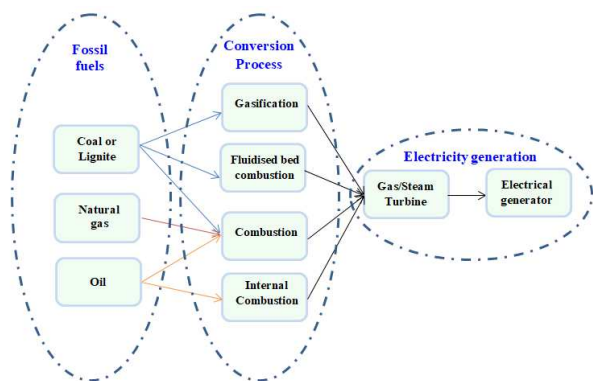 Fossil
fuels
Conversion
Process
Electricity generation
Coal or
Lignite
Natural
gas
Oil
Gasification
Fluidised bed
combustion
Combustion
Internal
Combustion
Gas/Steam
Turbine
Electrical
generator